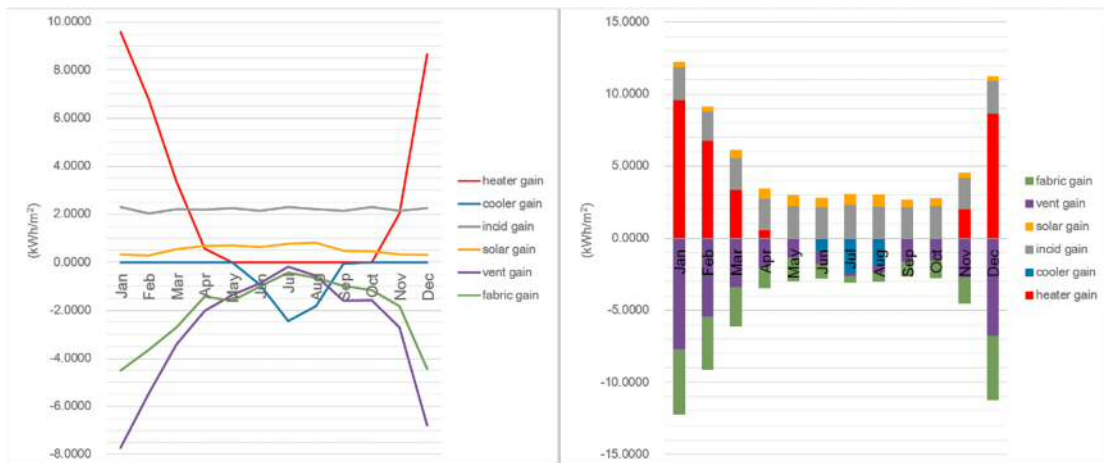 10.0000
8.0000
6.0000
4.0000
2.0000
0.0000
-2.0000
-4.0000
-6.0000
-8.0000
(kWh/m²)
Jan Feb Mar Apr May Jun Jul Aug Sep Oct Nov Dec
heater gain
cooler gain
incid gain
solar gain
vent gain
fabric gain
15.0000
10.0000
5.0000
0.0000
-5.0000
-10.0000
-15.0000
(kWh/m²)
Jan Feb Mar Apr May Jun Jul Aug Sep Oct Nov Dec
fabric gain
vent gain
solar gain
incid gain
cooler gain
heater gain